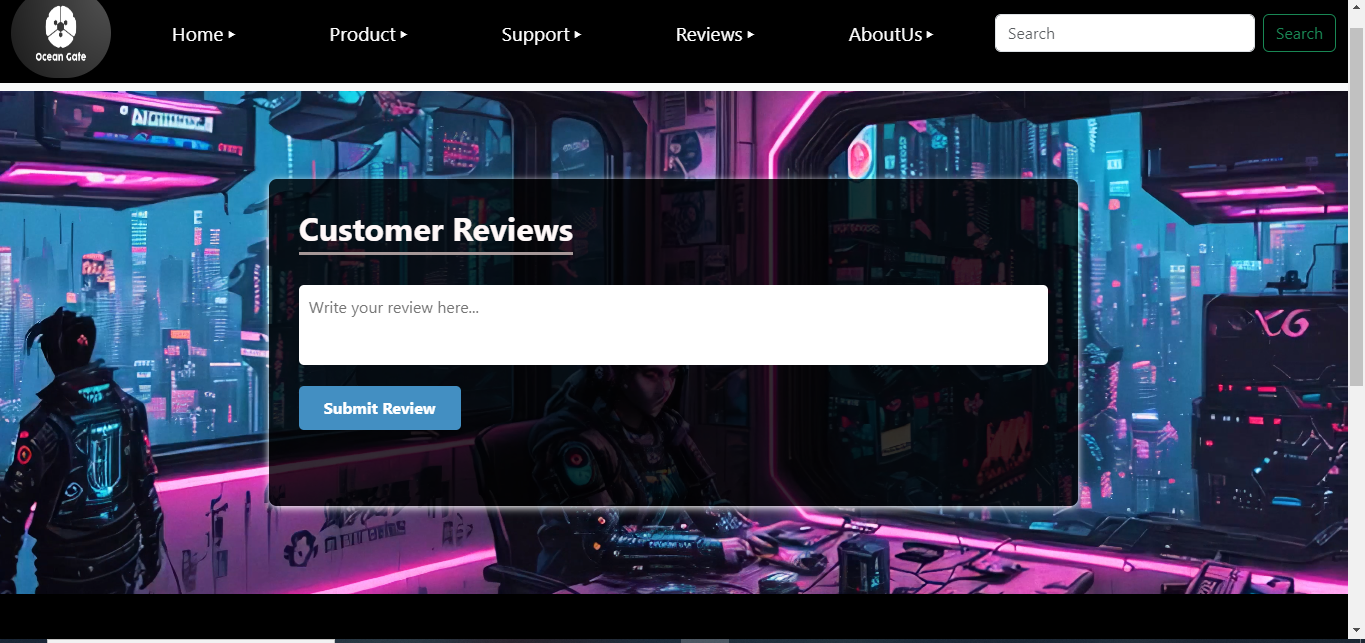 Ocean Gate
Home
Product
Support
Reviews
AboutUs
Search
Search
Customer Reviews
Write your review here...
Submit Review